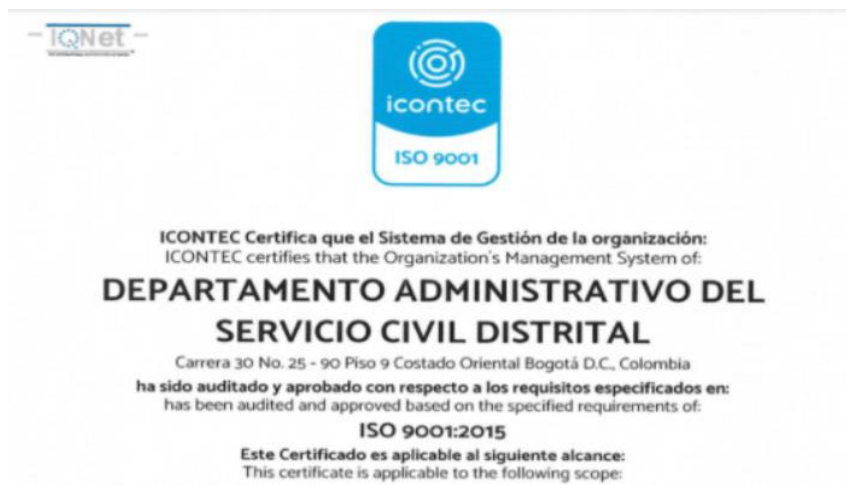 IQNet
icontec
ISO 9001
ICONTEC Certifica que el Sistema de Gestión de la organización:
ICONTEC certifies that the Organization's Management System of:
DEPARTAMENTO ADMINISTRATIVO DEL
SERVICIO CIVIL DISTRITAL
Carrera 30 No. 25 - 90 Piso 9 Costado Oriental Bogotá D.C., Colombia
ha sido auditado y aprobado con respecto a los requisitos especificados en:
has been audited and approved based on the specified requirements of:
ISO 9001:2015
Este Certificado es aplicable al siguiente alcance:
This certificate is applicable to the following scope: